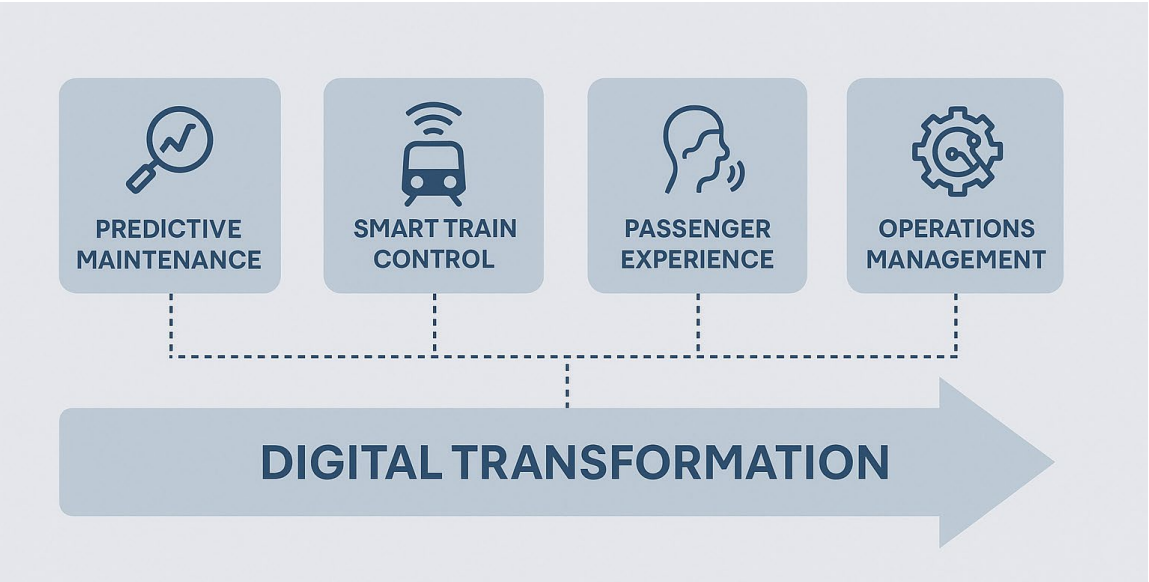 PREDICTIVE
MAINTENANCE
SMART TRAIN
CONTROL
PASSENGER
EXPERIENCE
OPERATIONS
MANAGEMENT
DIGITAL TRANSFORMATION